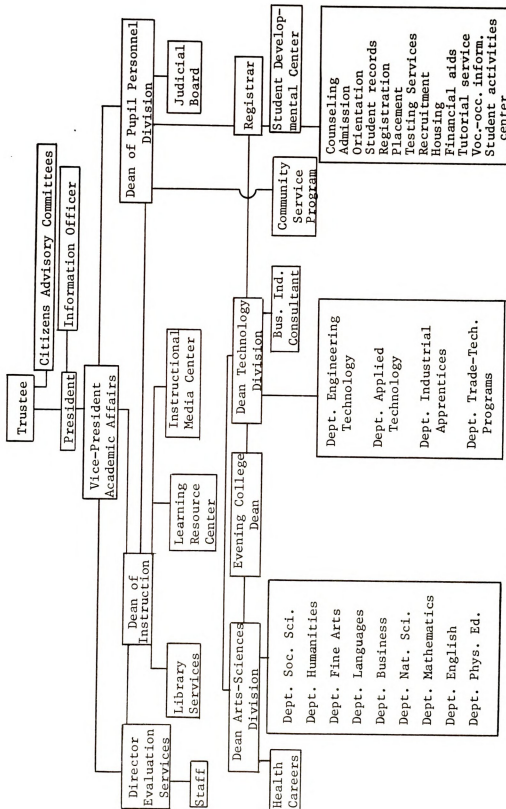 Trustee
Citizens Advisory Committees
President
Information Officer
Vice-President
Academic Affairs
Director
Evaluation
Services
Staff
Dean of
Instruction
Dean of Pupil Personnel
Division
Judicial
Board
Library
Services
Learning
Resource
Center
Instructional
Media Center
Registrar
Student Develop-
mental Center
Community
Service
Program
Dean Arts-Sciences
Division
Evening College
Dean
Dean Technology
Division
Health
Careers
Bus. Ind.
Consultant
Dept. Soc. Sci.
Dept. Humanities
Dept. Fine Arts
Dept. Languages
Dept. Business
Dept. Nat. Sci.
Dept. Mathematics
Dept. English
Dept. Phys. Ed.
Dept. Engineering
Technology
Dept. Applied
Technology
Dept. Industrial
Apprentices
Dept. Trade-Tech.
Programs
Counseling
Admission
Orientation
Student records
Registration
Placement
Testing Services
Recruitment
Housing
Financial aids
Tutorial service
Voc.-occ. inform.
Student activities
center